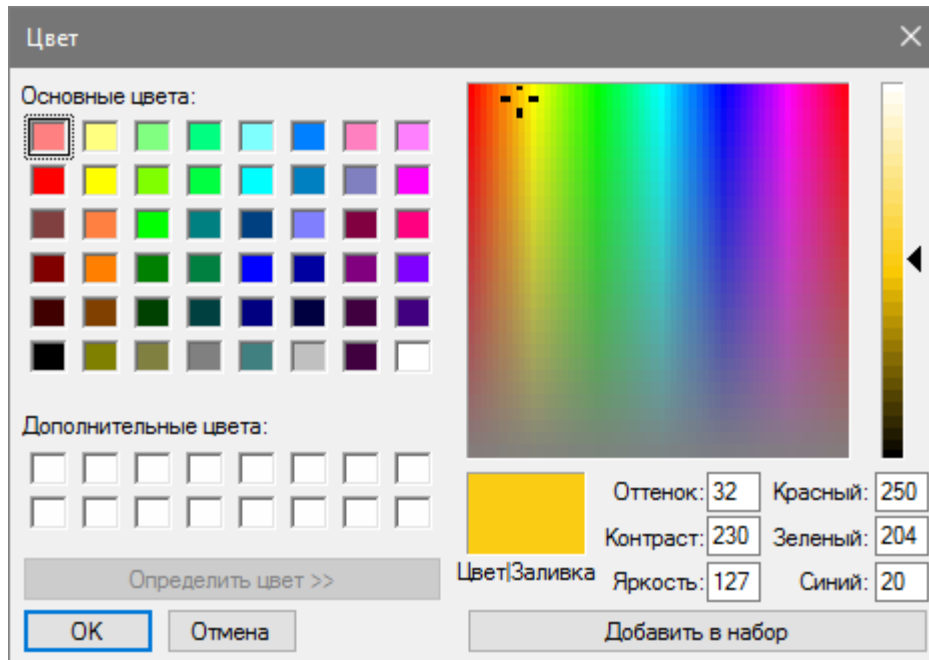 Цвет
Основные цвета:
Дополнительные цвета:
Определить цвет >>
OK
Отмена
Цвет|Заливка
Оттенок: 32
Контраст: 230
Яркость: 127
Красный: 250
Зеленый: 204
Синий: 20
Добавить в набор